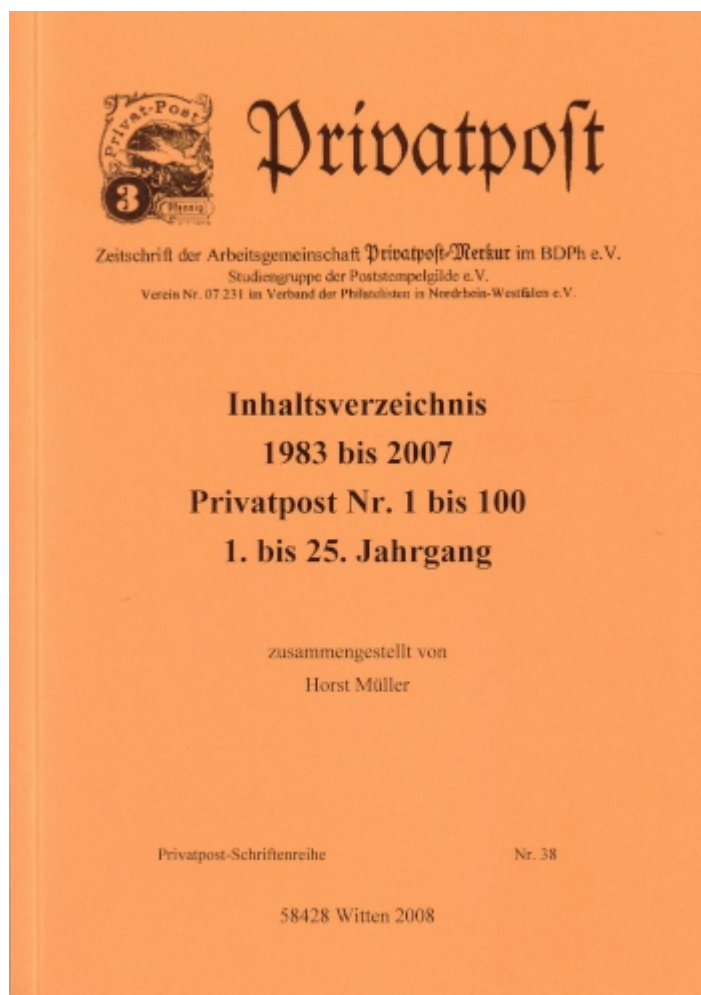 Privat-Post
3
Pfennig
Privatpoſt
Zeitschrift der Arbeitsgemeinschaft Privatpoſt-Merkur im BDPh e.V.
Studiengruppe der Poststempelgilde e.V.
Verein Nr. 07 231 im Verband der Philatelisten in Nordrhein-Westfalen e.V.
Inhaltsverzeichnis
1983 bis 2007
Privatpost Nr. 1 bis 100
1. bis 25. Jahrgang
zusammengestellt von
Horst Müller
Privatpost-Schriftenreihe Nr. 38
58428 Witten 2008